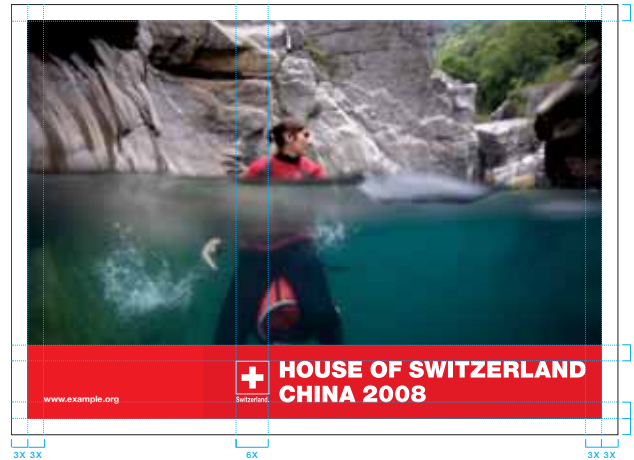 HOUSE OF SWITZERLAND
CHINA 2008
www.example.org
Switzerland.
3X 3X
6X
3X 3X